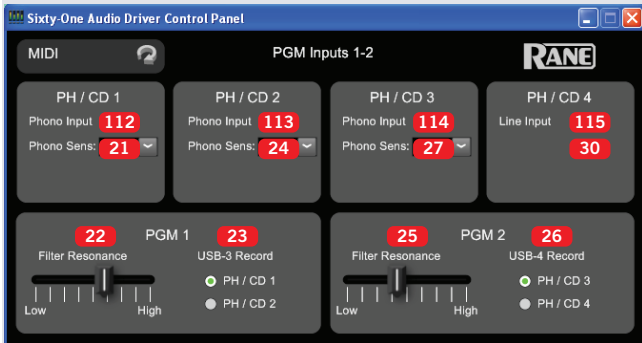 Sixty-One Audio Driver Control Panel
MIDI
PGM Inputs 1-2
RANE
PH / CD 1
Phono Input 112
Phono Sens: 21
PH / CD 2
Phono Input 113
Phono Sens: 24
PH / CD 3
Phono Input 114
Phono Sens: 27
PH / CD 4
Line Input 115
30
22 PGM 1 23
Filter Resonance USB-3 Record
PH / CD 1
PH / CD 2
Low High
25 PGM 2 26
Filter Resonance USB-4 Record
PH / CD 3
PH / CD 4
Low High